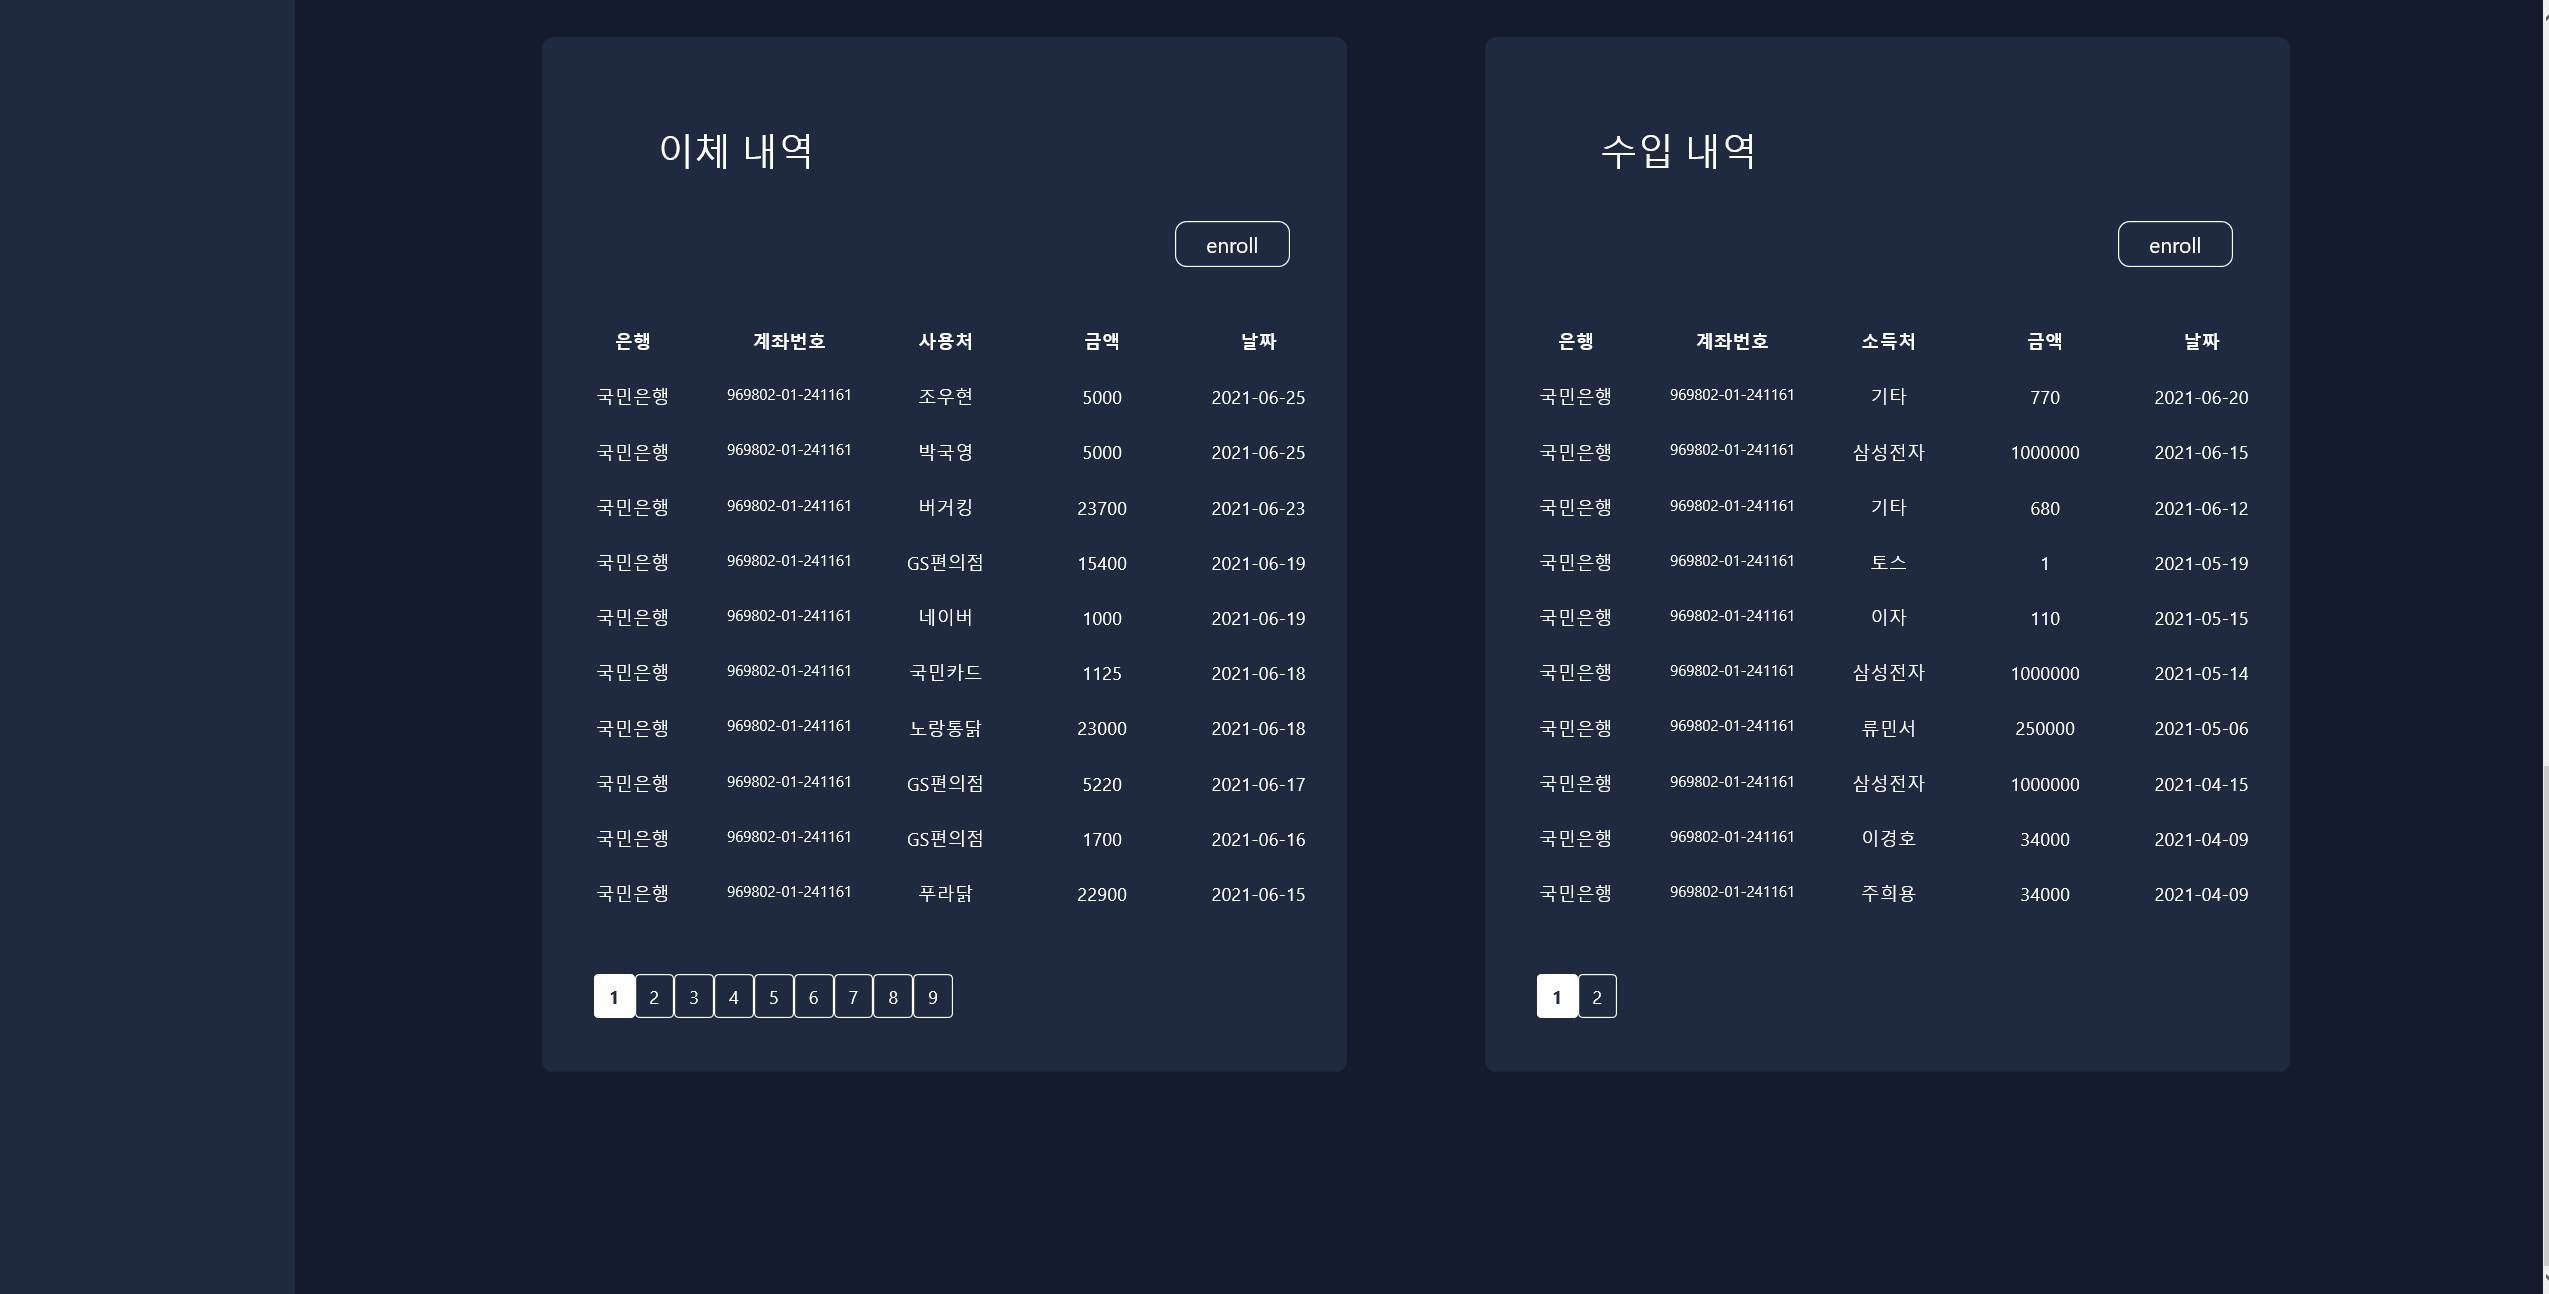 이체 내역
enroll
은행 계좌번호 사용처 금액 날짜
국민은행 969802-01-241161 조우현 5000 2021-06-25
국민은행 969802-01-241161 박국영 5000 2021-06-25
국민은행 969802-01-241161 버거킹 23700 2021-06-23
국민은행 969802-01-241161 GS편의점 15400 2021-06-19
국민은행 969802-01-241161 네이버 1000 2021-06-19
국민은행 969802-01-241161 국민카드 1125 2021-06-18
국민은행 969802-01-241161 노랑통닭 23000 2021-06-18
국민은행 969802-01-241161 GS편의점 5220 2021-06-17
국민은행 969802-01-241161 GS편의점 1700 2021-06-16
국민은행 969802-01-241161 푸라닭 22900 2021-06-15
1 2 3 4 5 6 7 8 9
수입 내역
enroll
은행 계좌번호 소득처 금액 날짜
국민은행 969802-01-241161 기타 770 2021-06-20
국민은행 969802-01-241161 삼성전자 1000000 2021-06-15
국민은행 969802-01-241161 기타 680 2021-06-12
국민은행 969802-01-241161 토스 1 2021-05-19
국민은행 969802-01-241161 이자 110 2021-05-15
국민은행 969802-01-241161 삼성전자 1000000 2021-05-14
국민은행 969802-01-241161 류민서 250000 2021-05-06
국민은행 969802-01-241161 삼성전자 1000000 2021-04-15
국민은행 969802-01-241161 이경호 34000 2021-04-09
국민은행 969802-01-241161 주희용 34000 2021-04-09
1 2